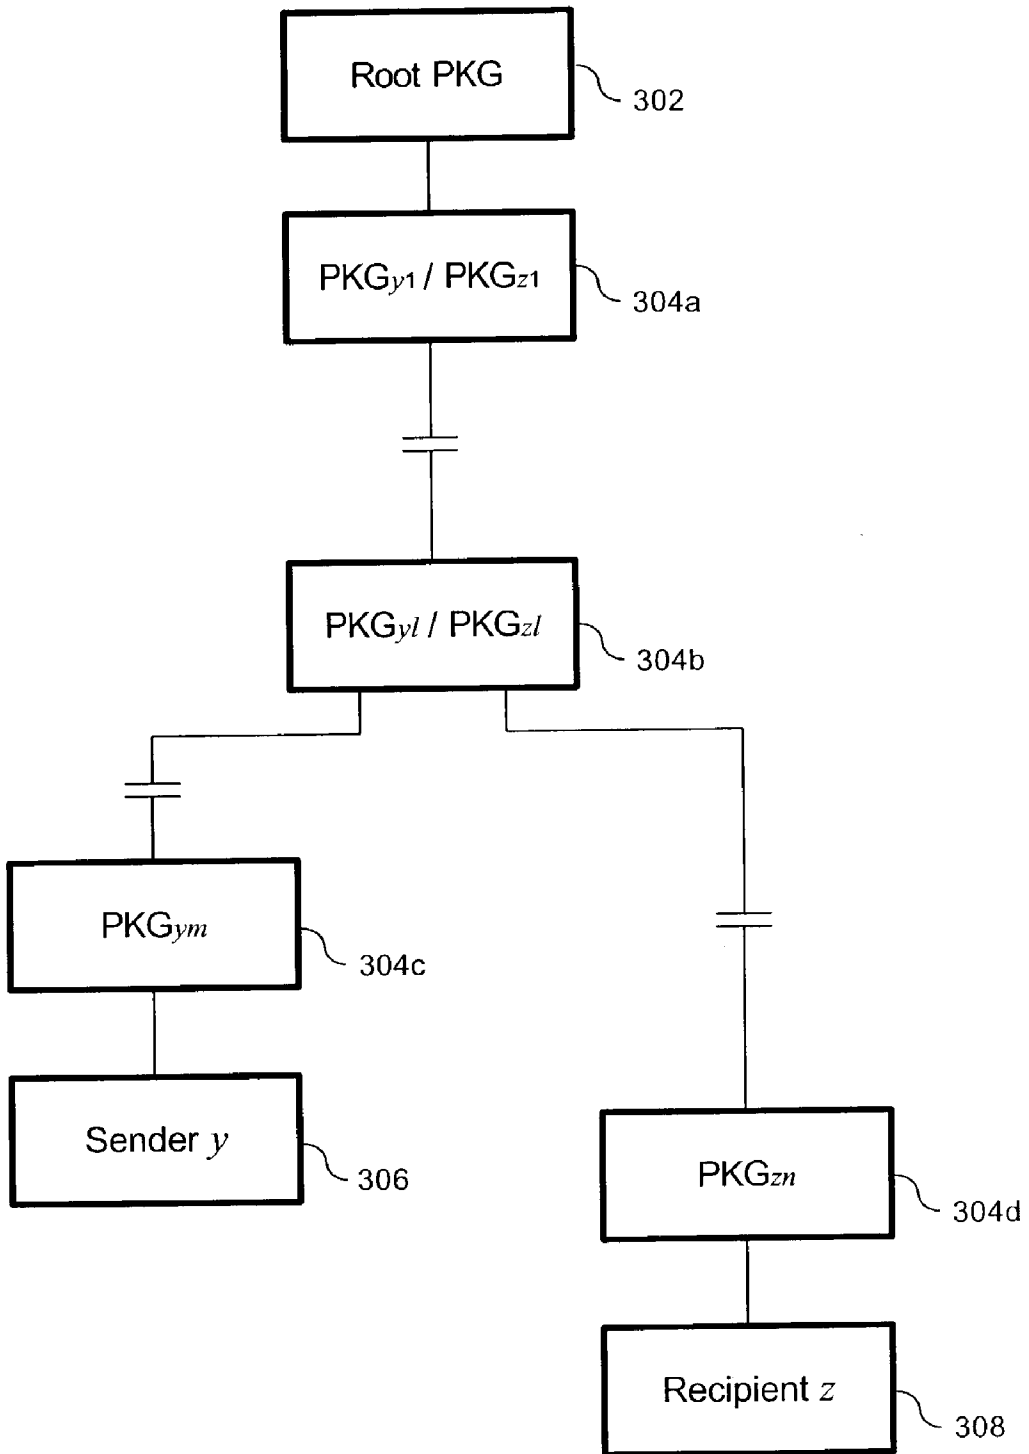 Root PKG
302
PKGy1 / PKGz1
304a
PKGyl / PKGzl
304b
PKGym
304c
Sender y
306
PKGzn
304d
Recipient z
308